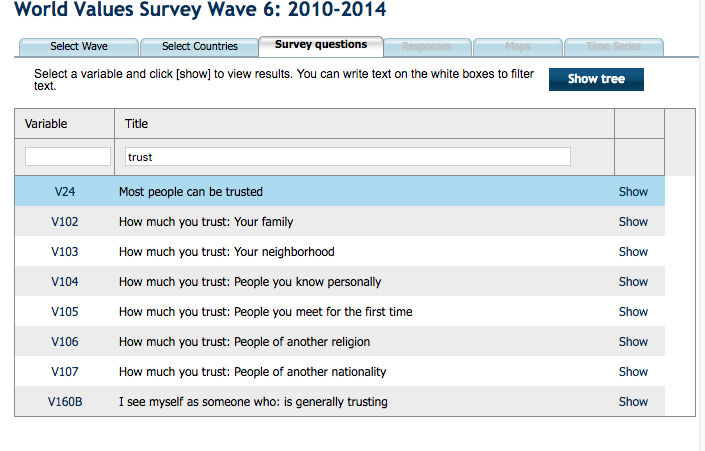 World Values Survey Wave 6: 2010-2014
Select Wave Select Countries Survey questions Responses Maps Time Series
Select a variable and click [show] to view results. You can write text on the white boxes to filter
text.
Show tree
Variable Title
trust
V24 Most people can be trusted Show
V102 How much you trust: Your family Show
V103 How much you trust: Your neighborhood Show
V104 How much you trust: People you know personally Show
V105 How much you trust: People you meet for the first time Show
V106 How much you trust: People of another religion Show
V107 How much you trust: People of another nationality Show
V160B I see myself as someone who: is generally trusting Show